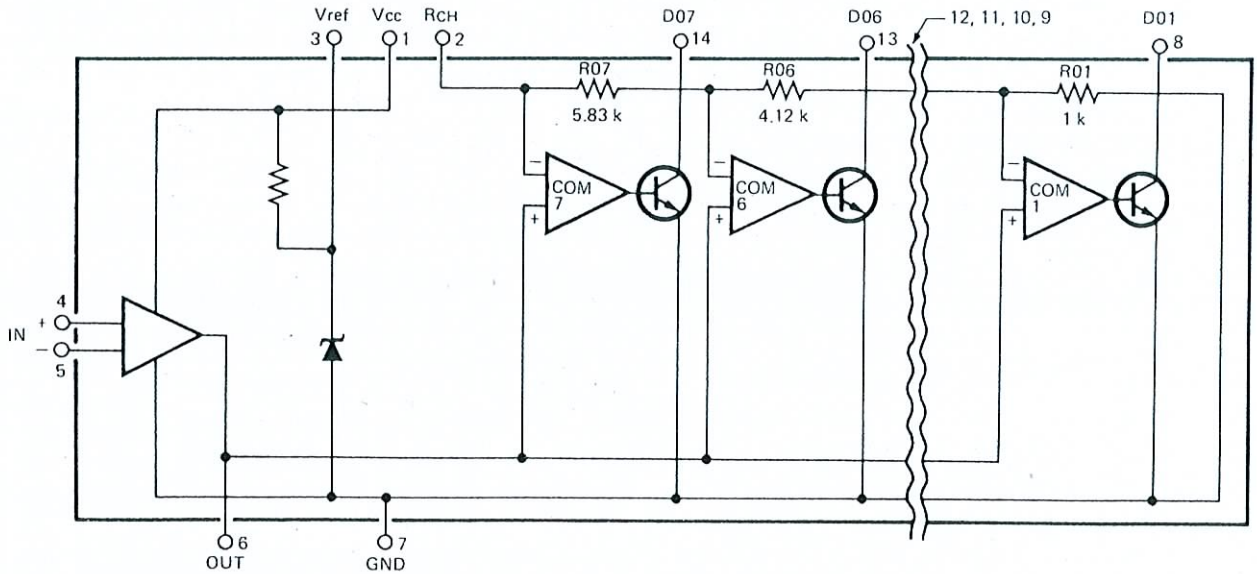 Vref Vcc RCH D07 D06 12, 11, 10, 9 D01
3 1 2 14 13 8
R07 R06 R01
5.83 k 4.12 k 1 k
− − −
COM 7 COM 6 COM 1
+ + +
4
IN +
−
5
6 7
OUT GND